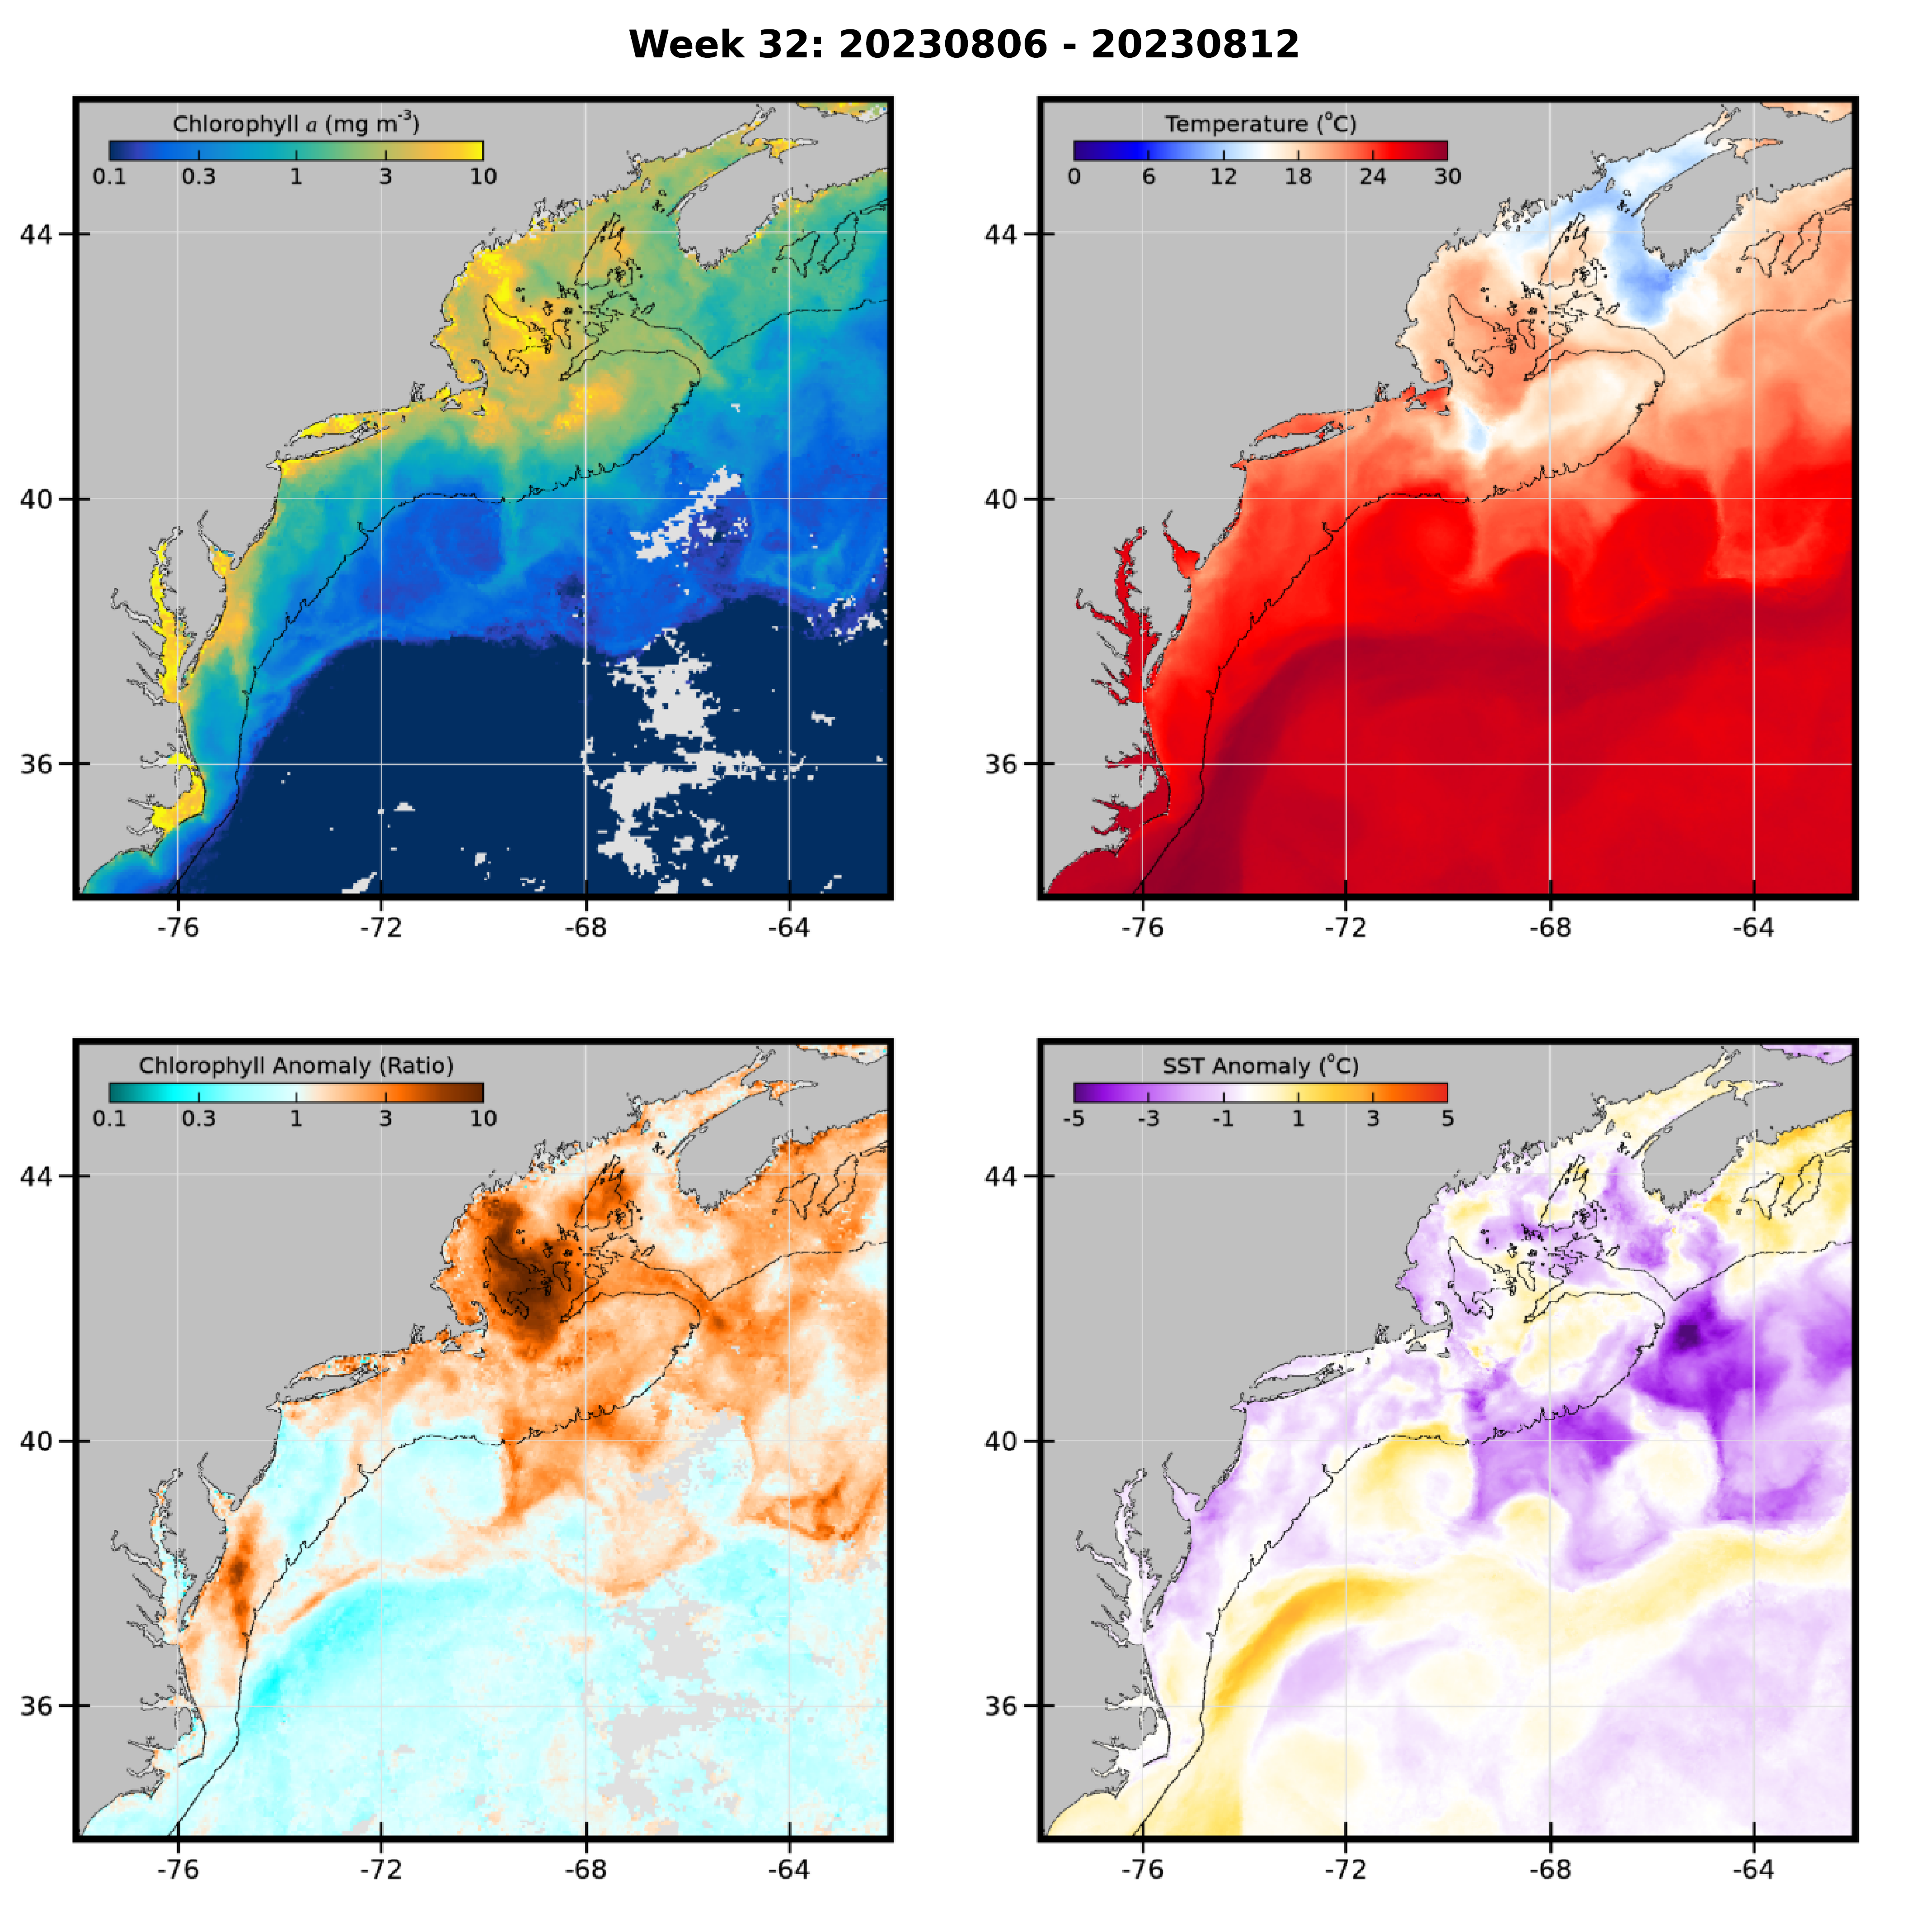 Week 32: 20230806 - 20230812
Chlorophyll a (mg m-3)
0.1 0.3 1 3 10
44
40
36
-76 -72 -68 -64
Temperature (oC)
0 6 12 18 24 30
44
40
36
-76 -72 -68 -64
Chlorophyll Anomaly (Ratio)
0.1 0.3 1 3 10
44
40
36
-76 -72 -68 -64
SST Anomaly (oC)
-5 -3 -1 1 3 5
44
40
36
-76 -72 -68 -64